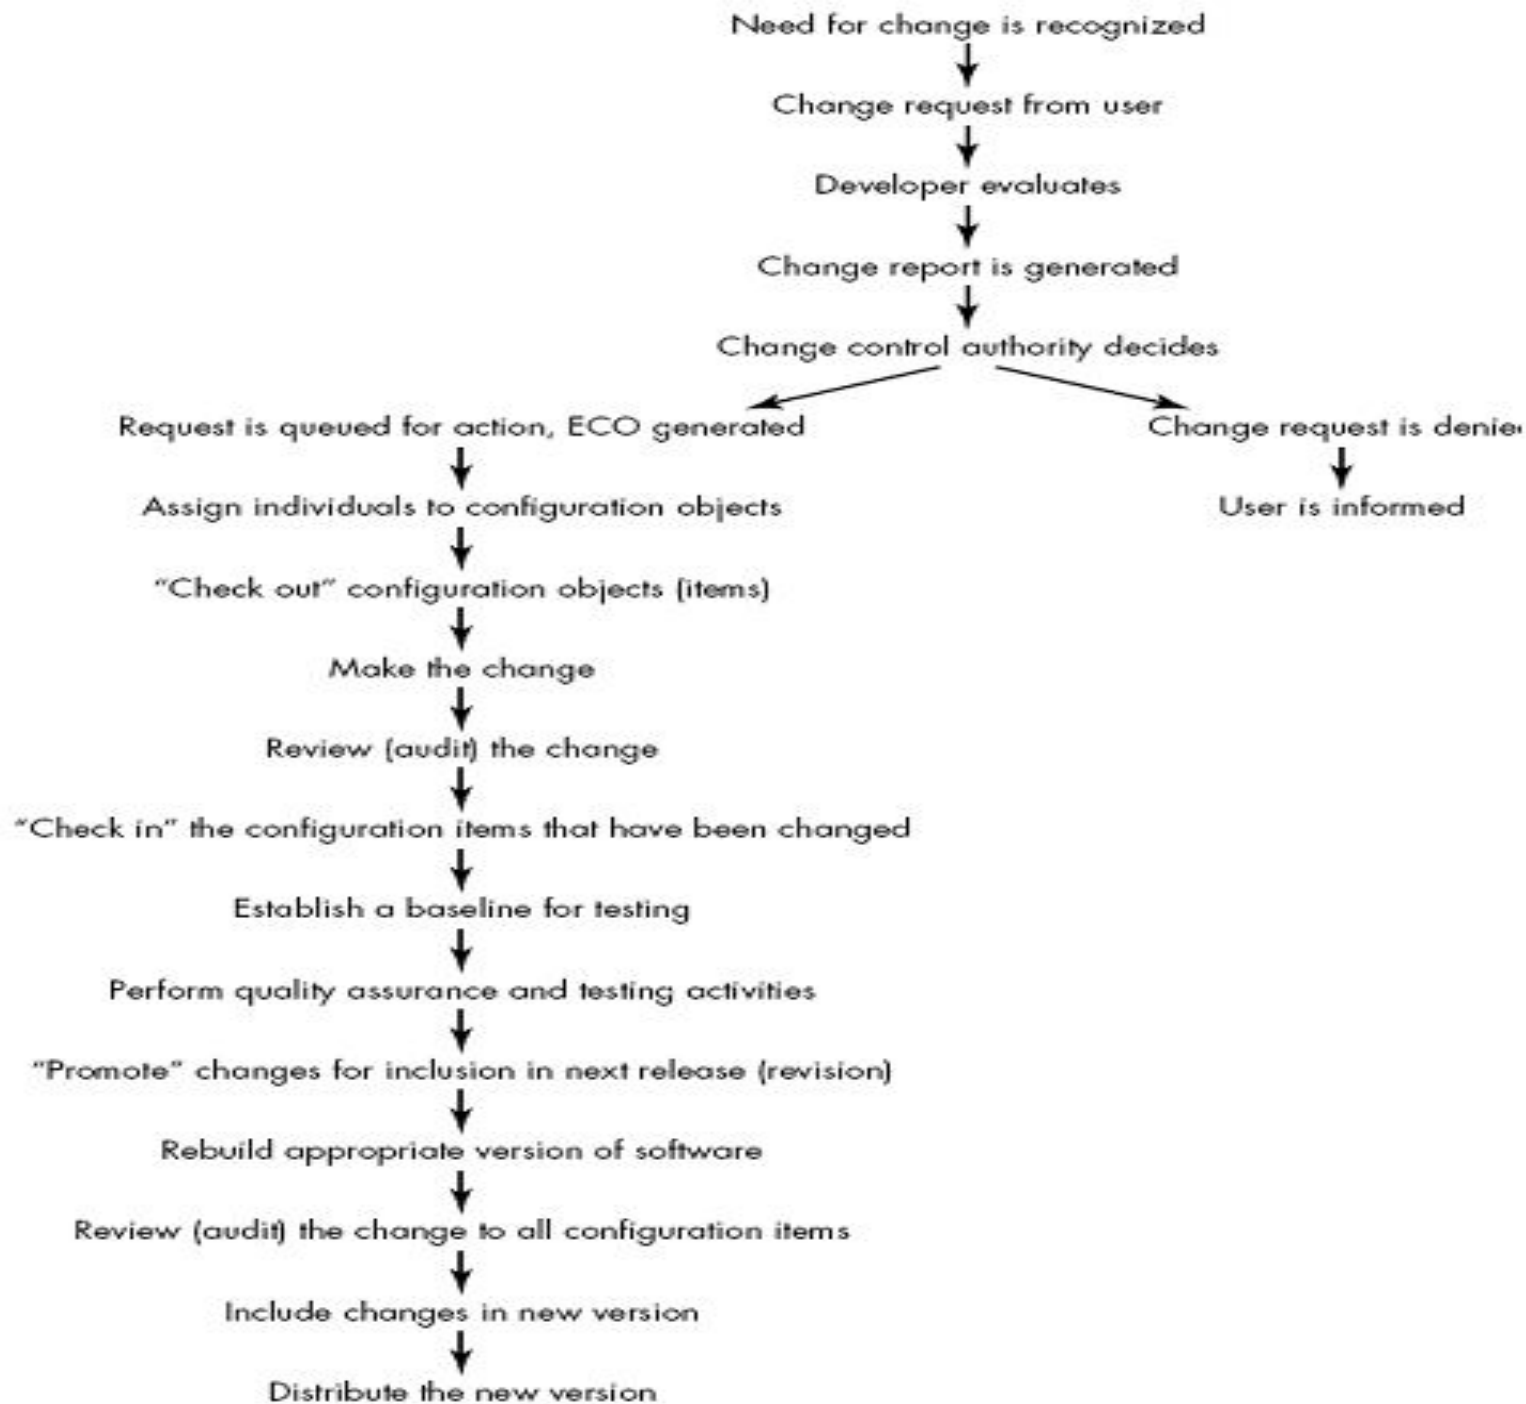 Need for change is recognized
Change request from user
Developer evaluates
Change report is generated
Change control authority decides
Request is queued for action, ECO generated
Change request is
Assign individuals to configuration objects
User is informed
“Check out” configuration objects (items)
Make the change
Review (audit) the change
“Check in” the configuration items that have been changed
Establish a baseline for testing
Perform quality assurance and testing activities
“Promote” changes for inclusion in next release (revision)
Rebuild appropriate version of software
Review (audit) the change to all configuration items
Include changes in new version
Distribute the new version